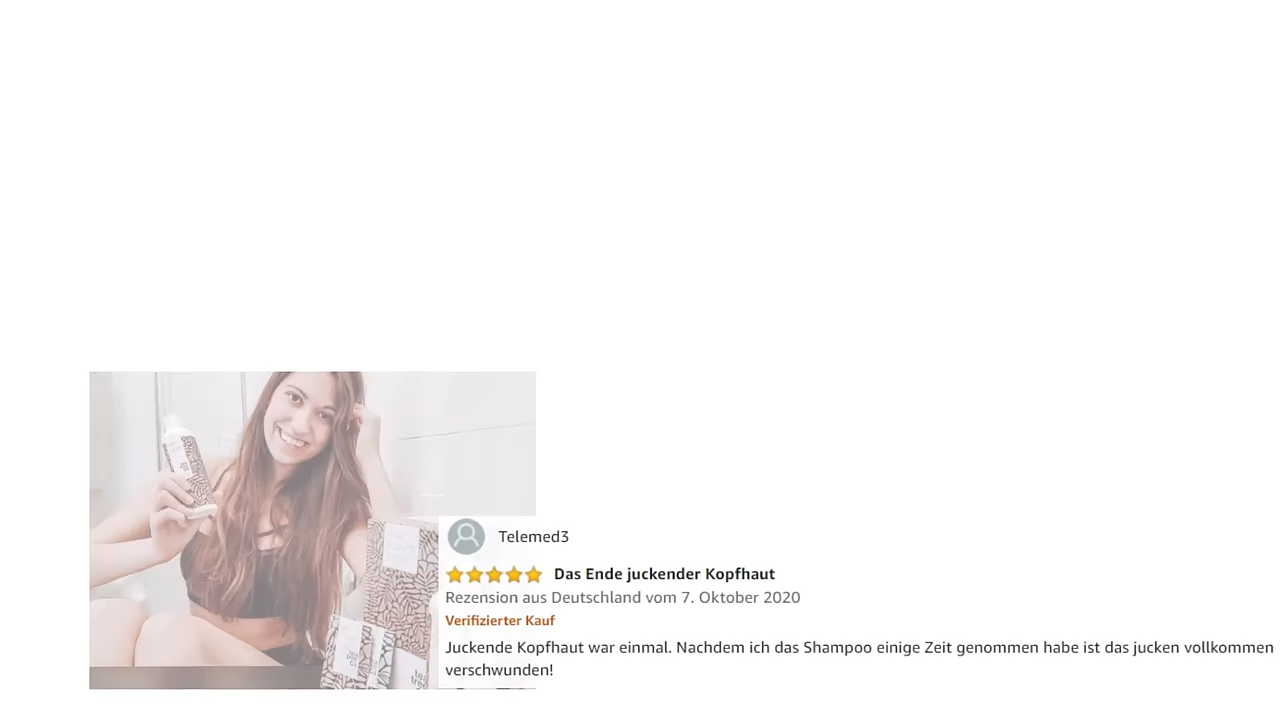 Telemed3
Das Ende juckender Kopfhaut
Rezension aus Deutschland vom 7. Oktober 2020
Verifizierter Kauf
Juckende Kopfhaut war einmal. Nachdem ich das Shampoo einige Zeit genommen habe ist das jucken vollkommen
verschwunden!